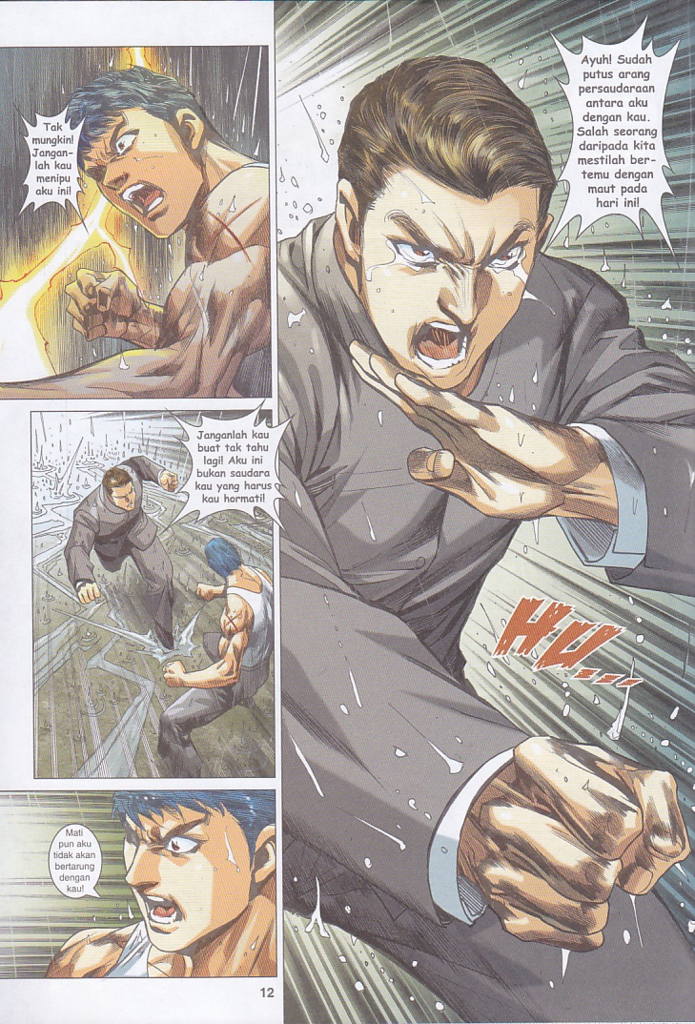 Tak
mungkin!
Jangan-
lah kau
menipu
aku ini!
Janganlah kau
buat tak tahu
lagi! Aku ini
bukan saudara
kau yang harus
kau hormati!
Mati
pun aku
tidak akan
bertarung
dengan
kau!
Ayuh! Sudah
putus arang
persaudaraan
antara aku
dengan kau.
Salah seorang
daripada kita
mestilah ber-
temu dengan
maut pada
hari ini!
HU...
12